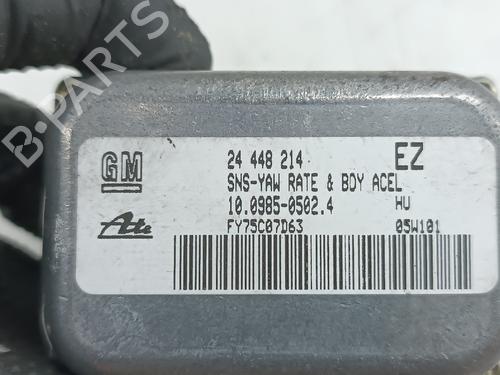 GM
24 448 214 EZ
SNS-YAW RATE & BDY ACEL
10.0985-0502.4 HU
Ate
FY75C07D63 05W101
B-PARTS